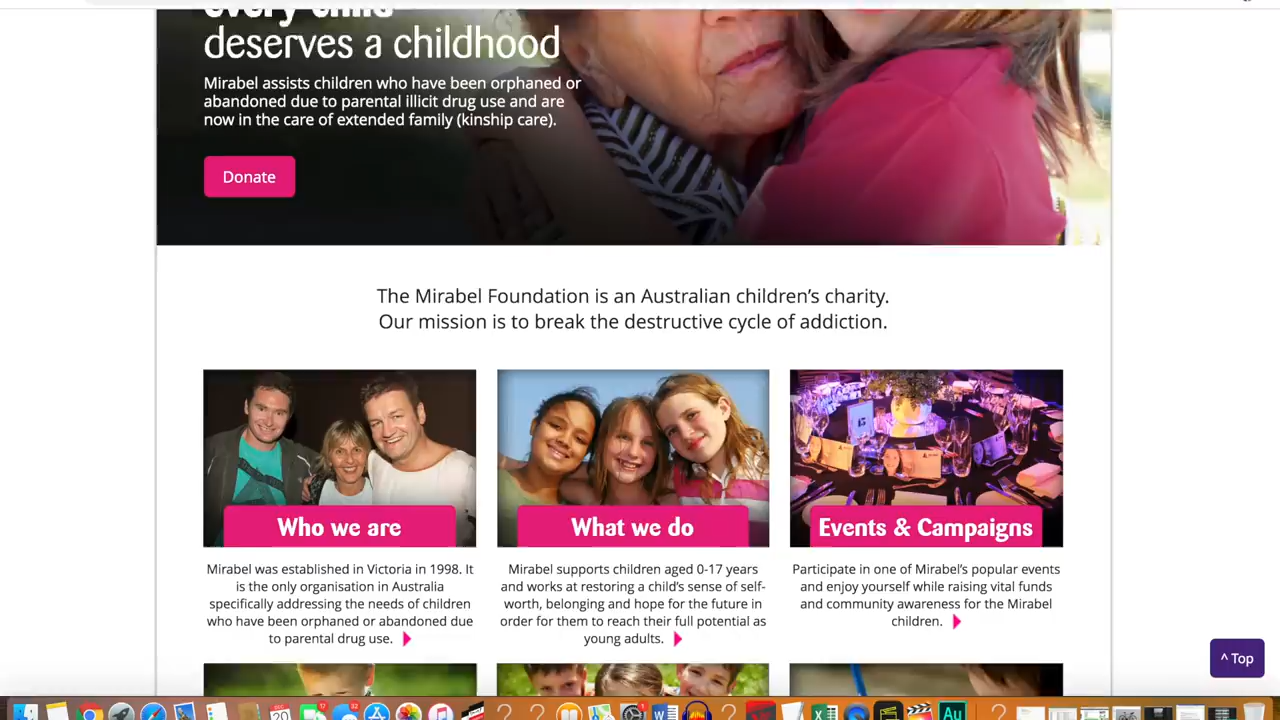 every child
deserves a childhood
Mirabel assists children who have been orphaned or
abandoned due to parental illicit drug use and are
now in the care of extended family (kinship care).
Donate
The Mirabel Foundation is an Australian children's charity.
Our mission is to break the destructive cycle of addiction.
Who we are
Mirabel was established in Victoria in 1998. It
is the only organisation in Australia
specifically addressing the needs of children
who have been orphaned or abandoned due
to parental drug use.
What we do
Mirabel supports children aged 0-17 years
and works at restoring a child's sense of self-
worth, belonging and hope for the future in
order for them to reach their full potential as
young adults.
Events & Campaigns
Participate in one of Mirabel's popular events
and enjoy yourself while raising vital funds
and community awareness for the Mirabel
children.
^ Top
20
Au